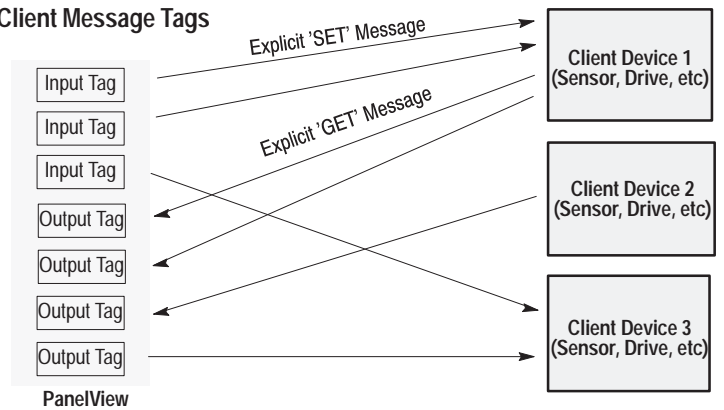 Client Message Tags
Explicit 'SET' Message
Explicit 'GET' Message
Input Tag
Input Tag
Input Tag
Output Tag
Output Tag
Output Tag
Output Tag
PanelView
Client Device 1
(Sensor, Drive, etc)
Client Device 2
(Sensor, Drive, etc)
Client Device 3
(Sensor, Drive, etc)